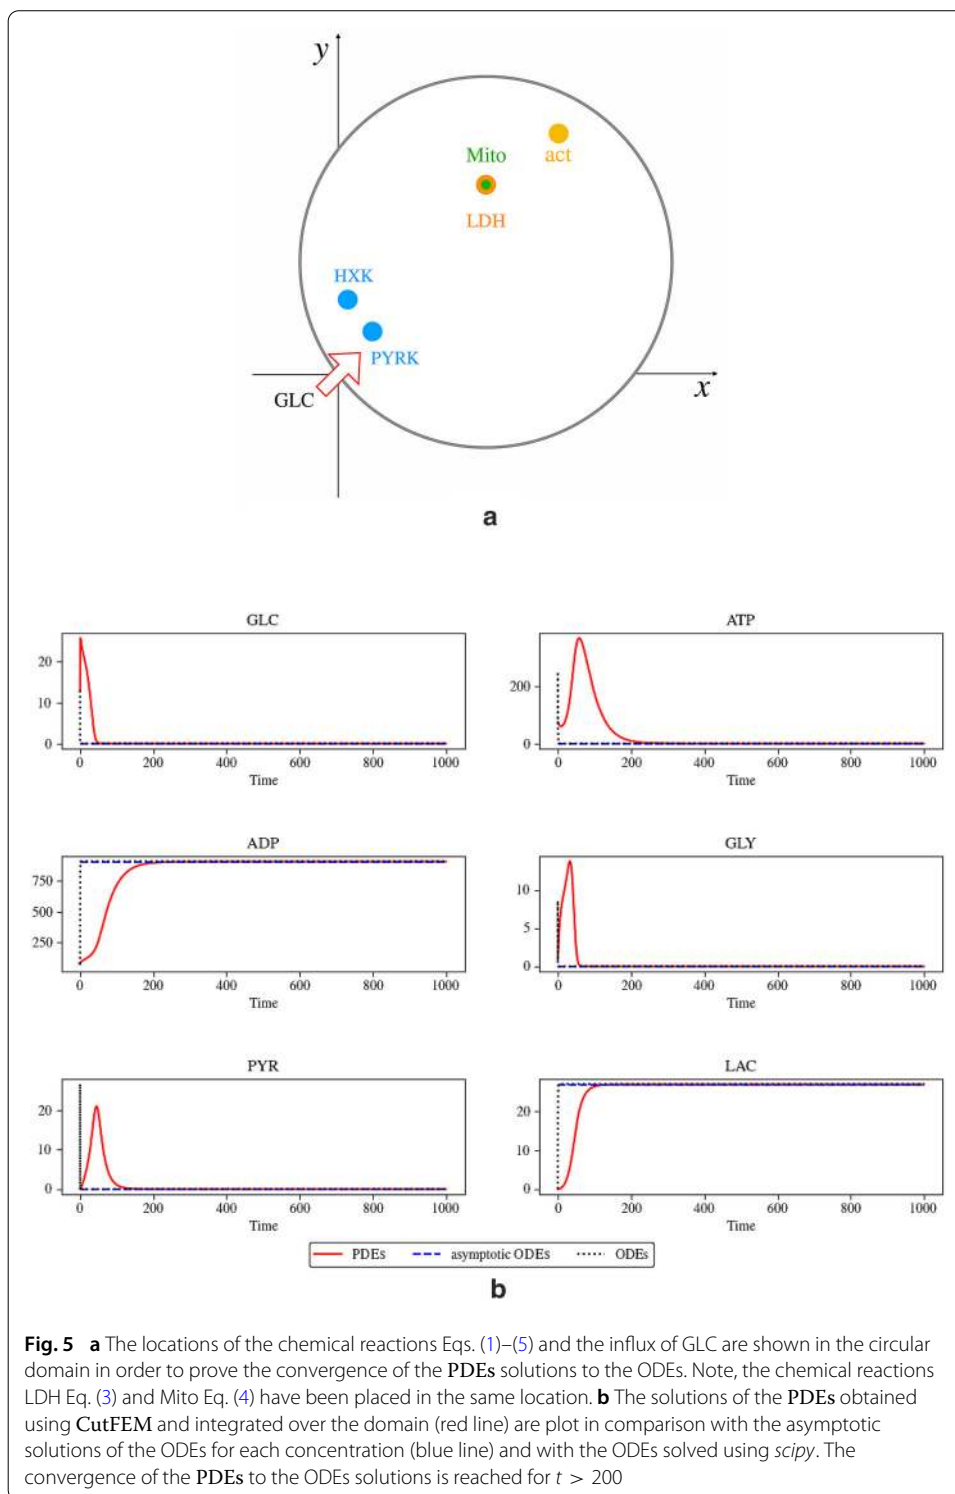 y
Mito
act
LDH
HXK
PYRK
GLC
x
a
GLC
20
10
0
0 200 400 600 800 1000
Time
ATP
200
0
0 200 400 600 800 1000
Time
ADP
750
500
250
0 200 400 600 800 1000
Time
GLY
10
5
0
0 200 400 600 800 1000
Time
PYR
20
10
0
0 200 400 600 800 1000
Time
LAC
20
10
0
0 200 400 600 800 1000
Time
PDEs asymptotic ODEs ODEs
b
Fig. 5 a The locations of the chemical reactions Eqs. (1)–(5) and the influx of GLC are shown in the circular
domain in order to prove the convergence of the PDEs solutions to the ODEs. Note, the chemical reactions
LDH Eq. (3) and Mito Eq. (4) have been placed in the same location. b The solutions of the PDEs obtained
using CutFEM and integrated over the domain (red line) are plot in comparison with the asymptotic
solutions of the ODEs for each concentration (blue line) and with the ODEs solved using scipy. The
convergence of the PDEs to the ODEs solutions is reached for t > 200